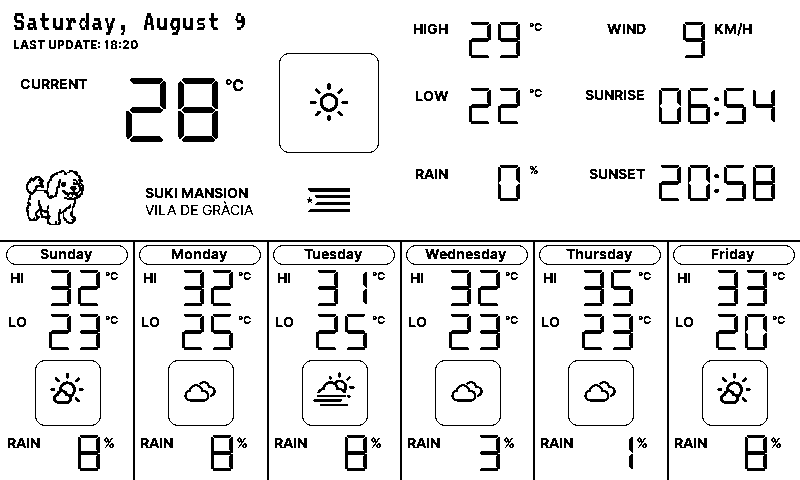 Saturday, August 9
LAST UPDATE: 18:20
CURRENT 28 °C
HIGH 29 °C
WIND 9 KM/H
LOW 22 °C
SUNRISE 06:54
RAIN 0 %
SUNSET 20:58
SUKI MANSION
VILA DE GRÀCIA
Sunday
HI 32 °C
LO 23 °C
RAIN 8 %
Monday
HI 32 °C
LO 25 °C
RAIN 8 %
Tuesday
HI 31 °C
LO 25 °C
RAIN 8 %
Wednesday
HI 32 °C
LO 23 °C
RAIN 3 %
Thursday
HI 35 °C
LO 23 °C
RAIN 1 %
Friday
HI 33 °C
LO 20 °C
RAIN 8 %